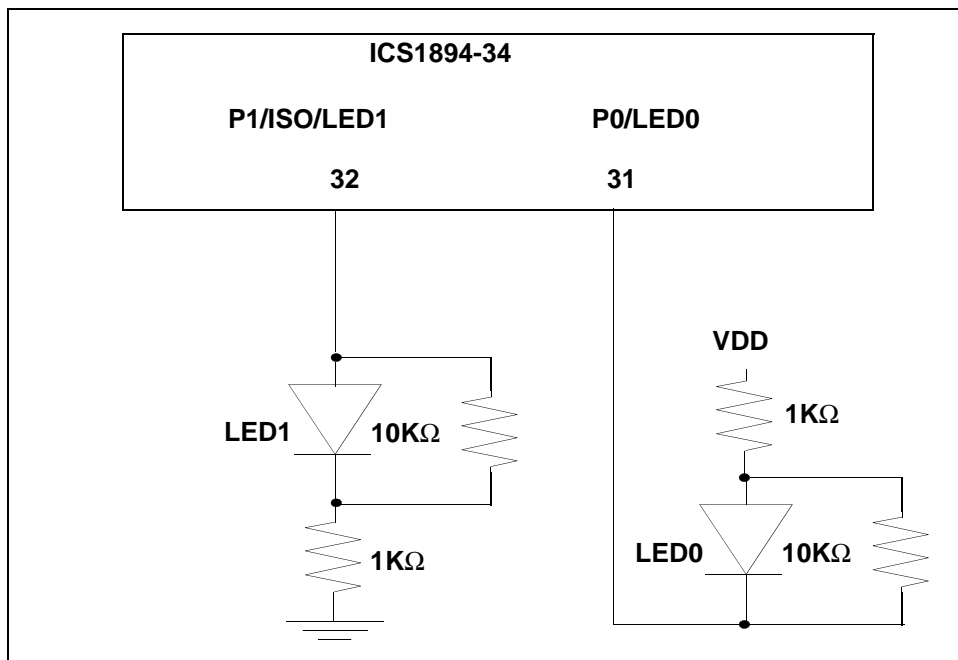 ICS1894-34
P1/ISO/LED1 P0/LED0
32 31
VDD
1KΩ
LED1 10KΩ
LED0 10KΩ
1KΩ